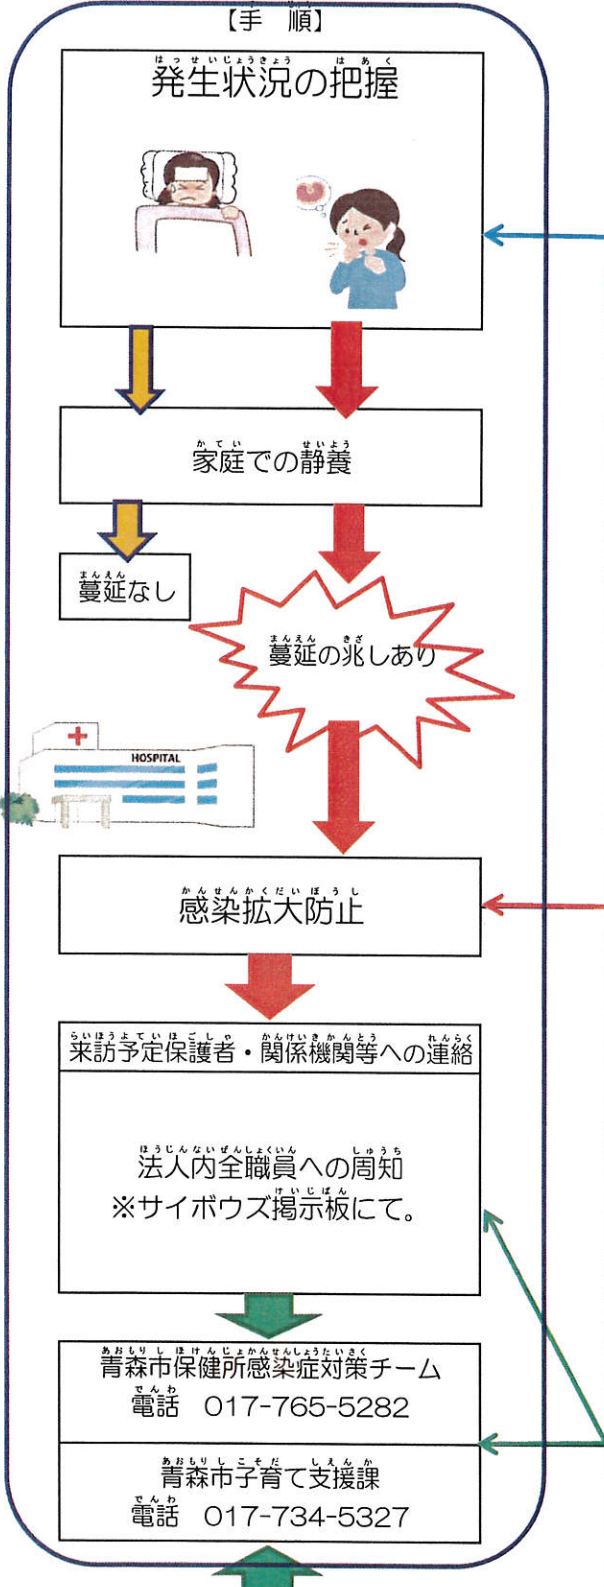 【手 順】
発生状況の把握
家庭での静養
蔓延なし
蔓延の兆しあり
HOSPITAL
感染拡大防止
来訪予定保護者・関係機関等への連絡
法人内全職員への周知
※サイボウズ掲示板にて。
青森市保健所感染症対策チーム
電話 017-765-5282
青森市子育て支援課
電話 017-734-5327